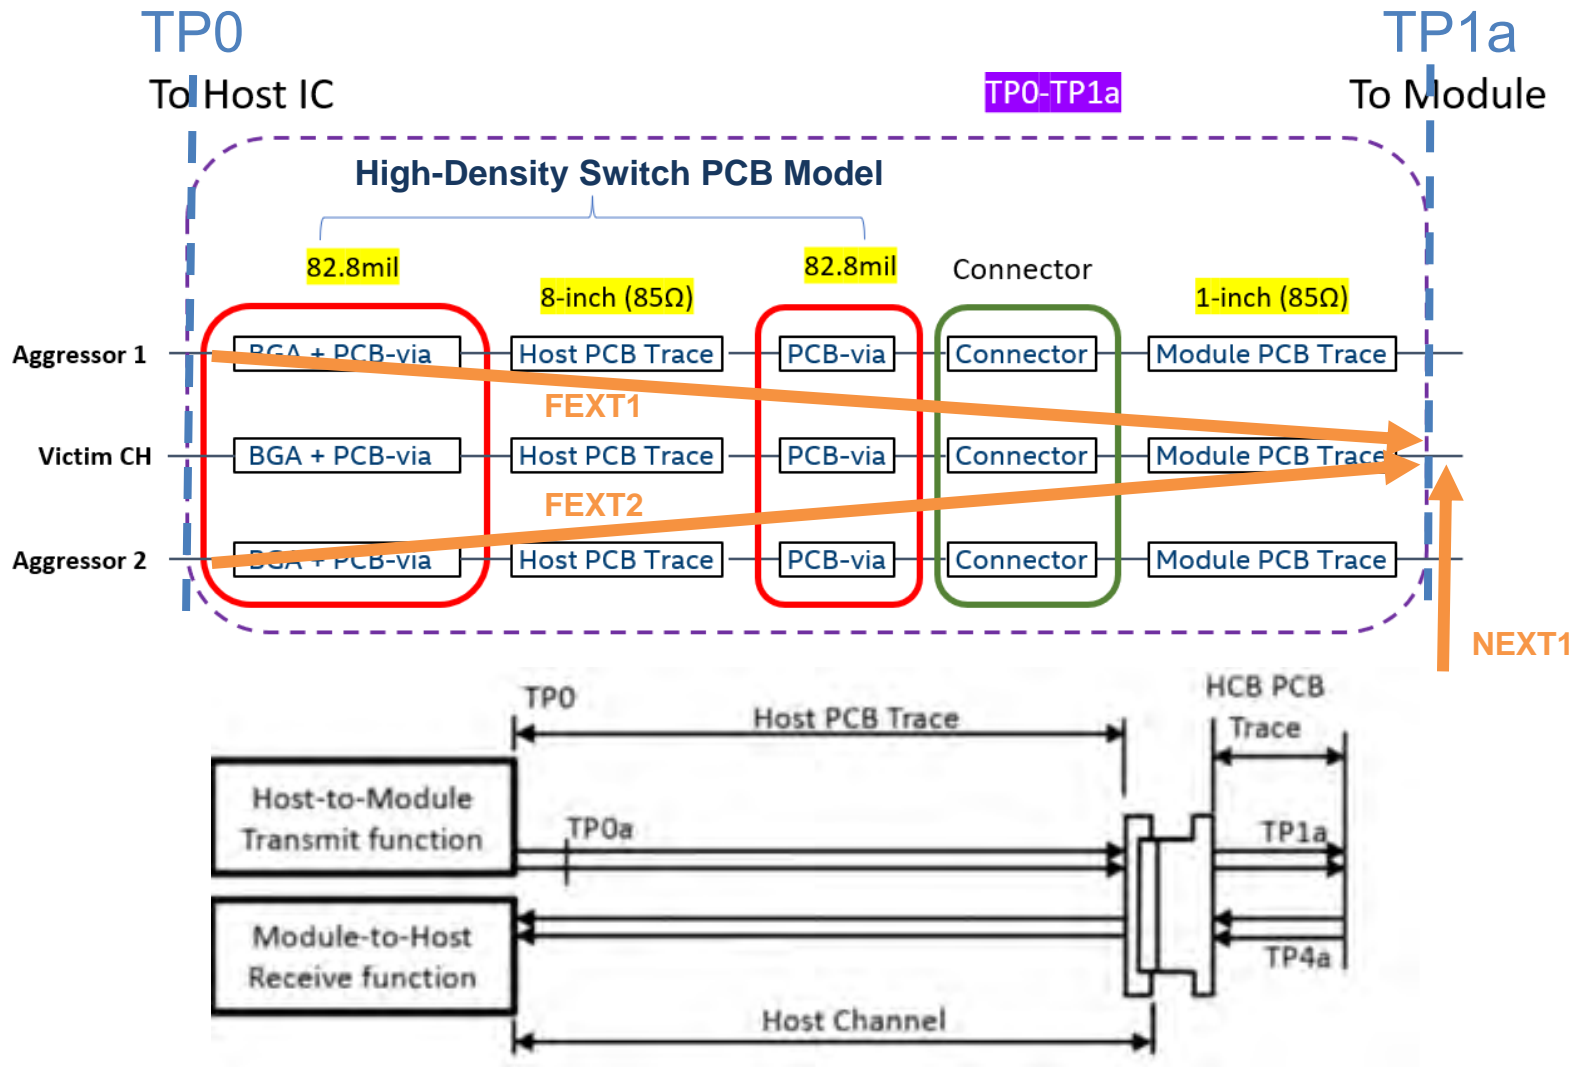 TP0
TP1a
To Host IC
TP0-TP1a
To Module
High-Density Switch PCB Model
82.8mil
82.8mil
Connector
8-inch (85Ω)
1-inch (85Ω)
Aggressor 1
BGA + PCB-via
Host PCB Trace
PCB-via
Connector
Module PCB Trace
FEXT1
Victim CH
BGA + PCB-via
Host PCB Trace
PCB-via
Connector
Module PCB Trace
FEXT2
Aggressor 2
BGA + PCB-via
Host PCB Trace
PCB-via
Connector
Module PCB Trace
NEXT1
TP0
Host PCB Trace
HCB PCB
Trace
Host-to-Module
Transmit function
TP0a
TP1a
Module-to-Host
Receive function
TP4a
Host Channel